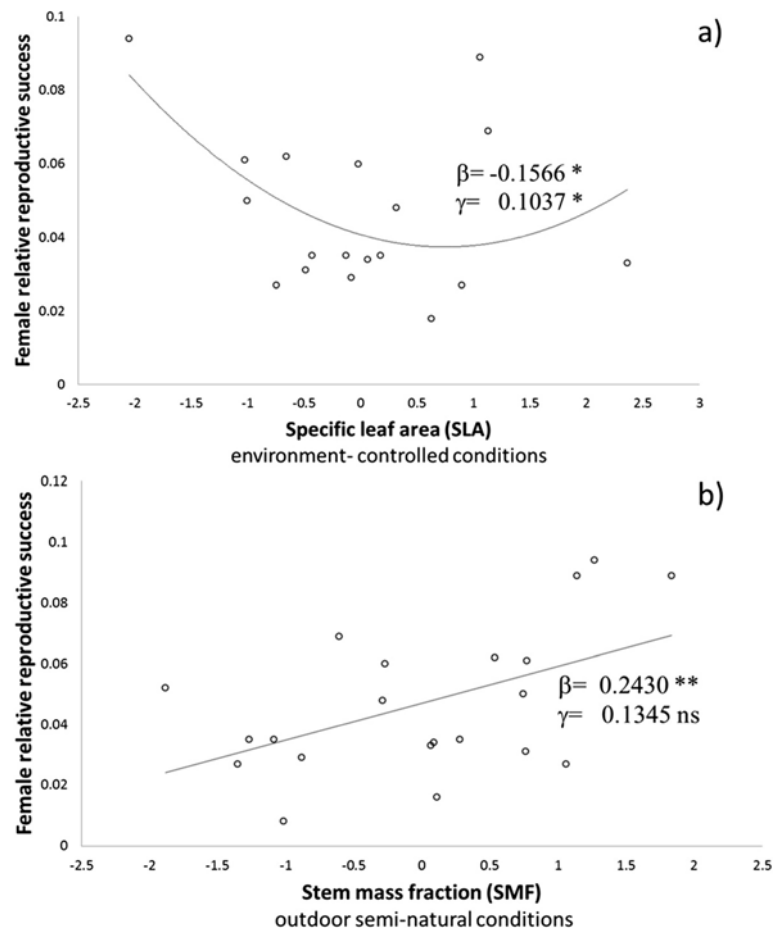 a)
Female relative reproductive success
0.1
0.08
0.06
0.04
0.02
0
β= -0.1566 *
γ= 0.1037 *
-2.5 -2 -1.5 -1 -0.5 0 0.5 1 1.5 2 2.5 3
Specific leaf area (SLA)
environment- controlled conditions
b)
Female relative reproductive success
0.12
0.1
0.08
0.06
0.04
0.02
0
β= 0.2430 **
γ= 0.1345 ns
-2.5 -2 -1.5 -1 -0.5 0 0.5 1 1.5 2 2.5
Stem mass fraction (SMF)
outdoor semi-natural conditions